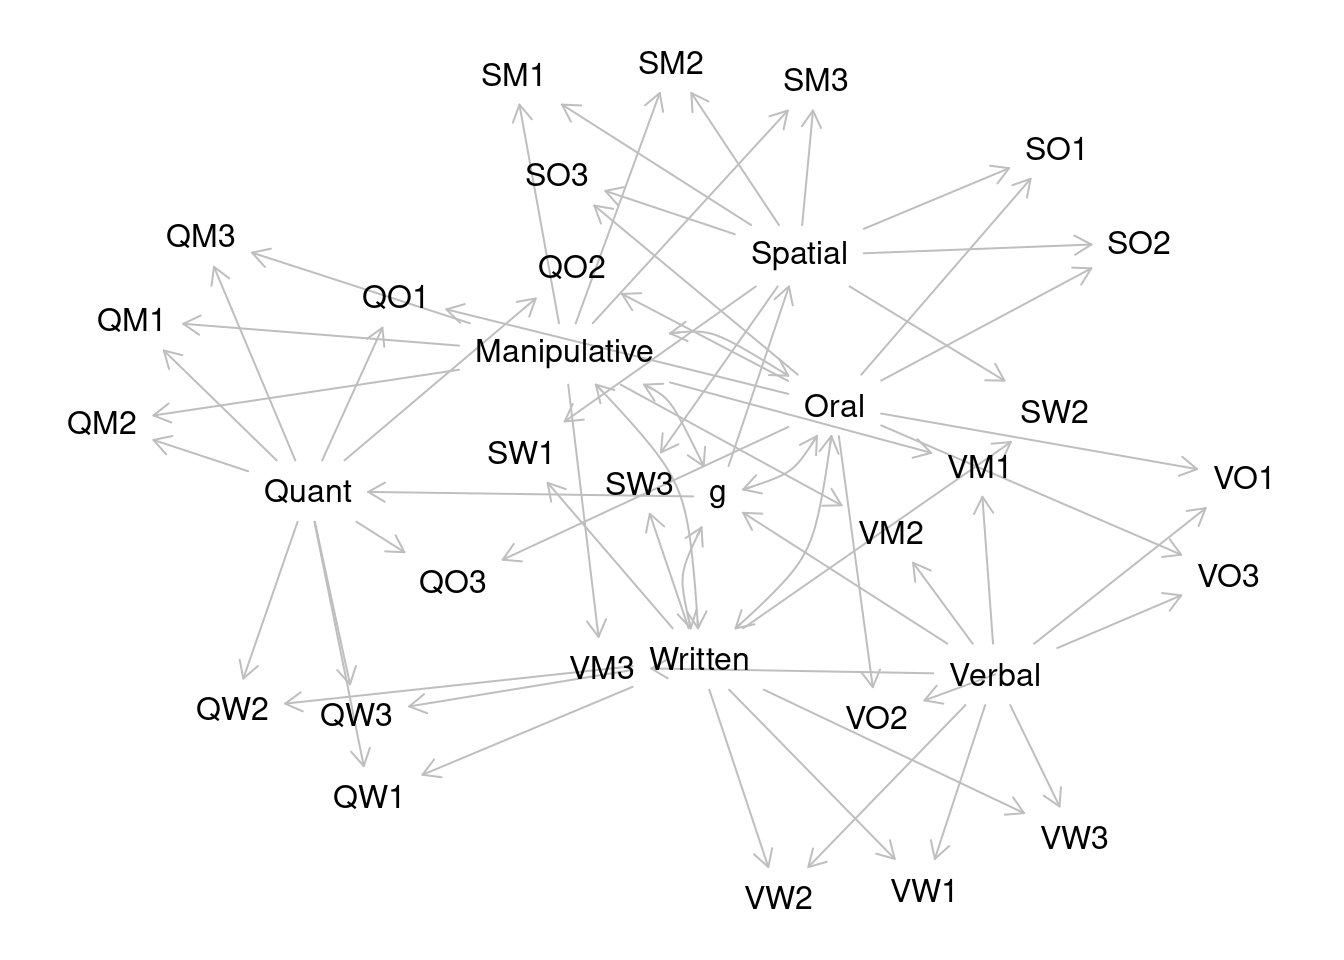 SM1
SM2
SM3
SO1
SO3
QM3
SO2
Spatial
QO2
QO1
QM1
Manipulative
Oral
SW2
QM2
SW1
VM1
VO1
SW3
g
Quant
VM2
VO3
QO3
Written
VM3
Verbal
QW2
QW3
VO2
QW1
VW3
VW1
VW2